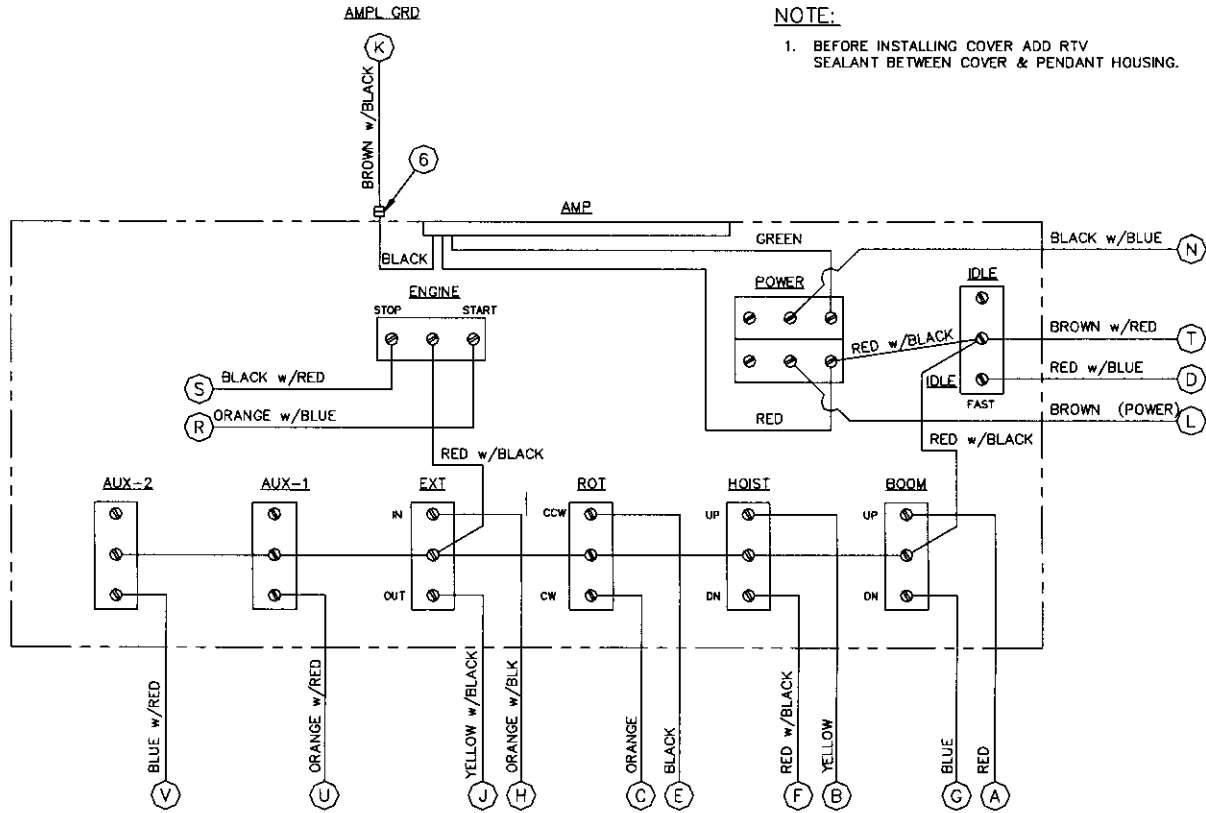 AMPL GRD
NOTE:
K
1. BEFORE INSTALLING COVER ADD RTV
SEALANT BETWEEN COVER & PENDANT HOUSING.
BROWN w/BLACK
6
AMP
GREEN
BLACK w/BLUE
N
BLACK
ENGINE
POWER
IDLE
STOP
START
RED w/BLACK
BROWN w/RED
T
S
BLACK w/RED
IDLE
RED w/BLUE
D
R
ORANGE w/BLUE
RED
FAST
BROWN (POWER)
L
RED w/BLACK
RED w/BLACK
AUX-2
AUX-1
EXT
ROT
HOIST
BOOM
IN
CCW
UP
UP
OUT
CW
DN
DN
BLUE w/RED
ORANGE w/RED
YELLOW w/BLACK
ORANGE w/BLK
ORANGE
BLACK
RED w/BLACK
YELLOW
BLUE
RED
V
U
J
H
C
E
F
B
G
A